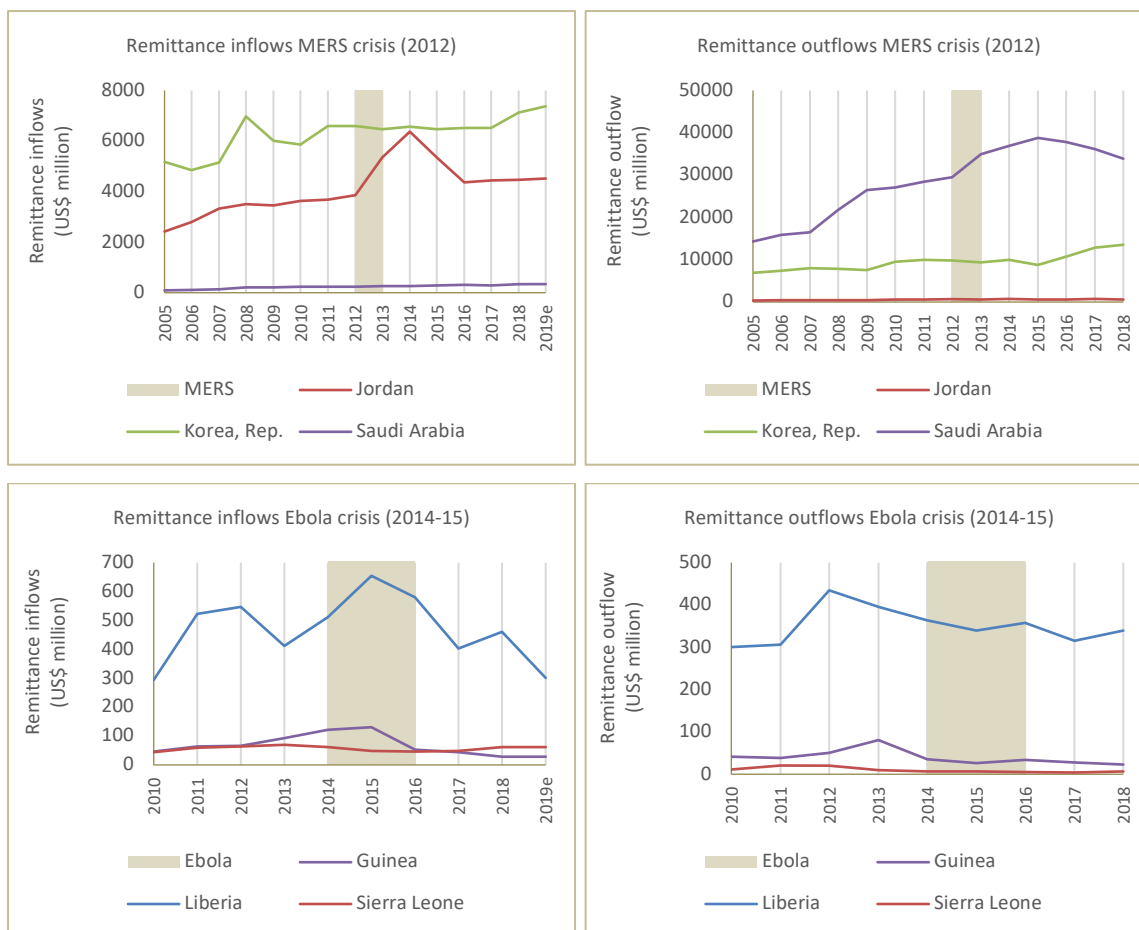 Remittance inflows MERS crisis (2012)
Remittance inflows
(US$ million)
8000
6000
4000
2000
0
2005
2006
2007
2008
2009
2010
2011
2012
2013
2014
2015
2016
2017
2018
2019e
MERS
Jordan
Korea, Rep.
Saudi Arabia
Remittance outflows MERS crisis (2012)
Remittance outflow
(US$ million)
50000
40000
30000
20000
10000
0
2005
2006
2007
2008
2009
2010
2011
2012
2013
2014
2015
2016
2017
2018
MERS
Jordan
Korea, Rep.
Saudi Arabia
Remittance inflows Ebola crisis (2014-15)
Remittance inflows
(US$ million)
700
600
500
400
300
200
100
0
2010
2011
2012
2013
2014
2015
2016
2017
2018
2019e
Ebola
Guinea
Liberia
Sierra Leone
Remittance outflows Ebola crisis (2014-15)
Remittance outflow
(US$ million)
500
400
300
200
100
0
2010
2011
2012
2013
2014
2015
2016
2017
2018
Ebola
Guinea
Liberia
Sierra Leone